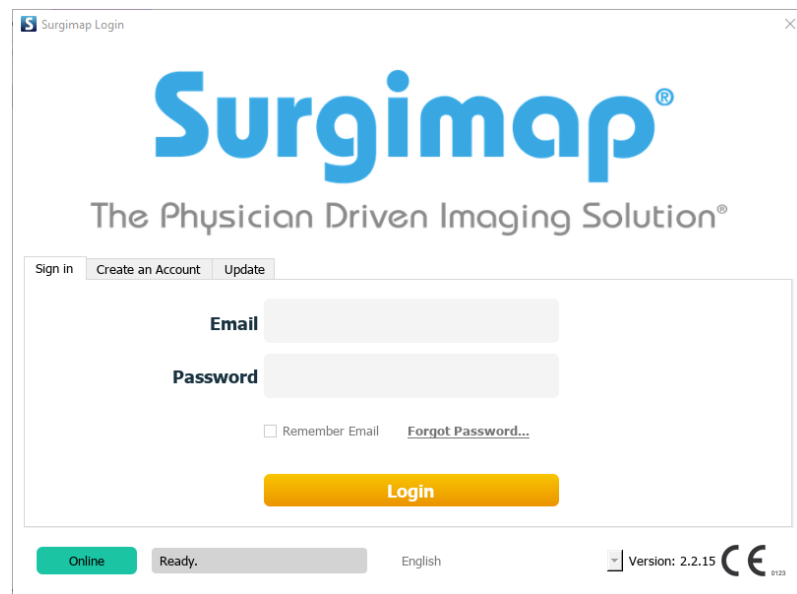 Surgimap Login
Surgimap®
The Physician Driven Imaging Solution®
Sign in Create an Account Update
Email
Password
Remember Email Forgot Password...
Login
Online Ready. English Version: 2.2.15 CE 0123